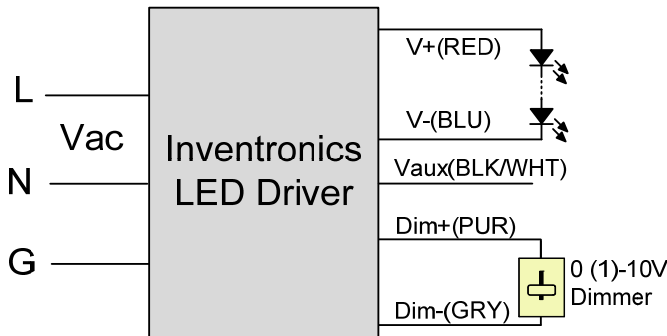 L
Vac
N
G
Inventronics
LED Driver
V+(RED)
V-(BLU)
Vaux(BLK/WHT)
Dim+(PUR)
Dim-(GRY)
0 (1)-10V
Dimmer